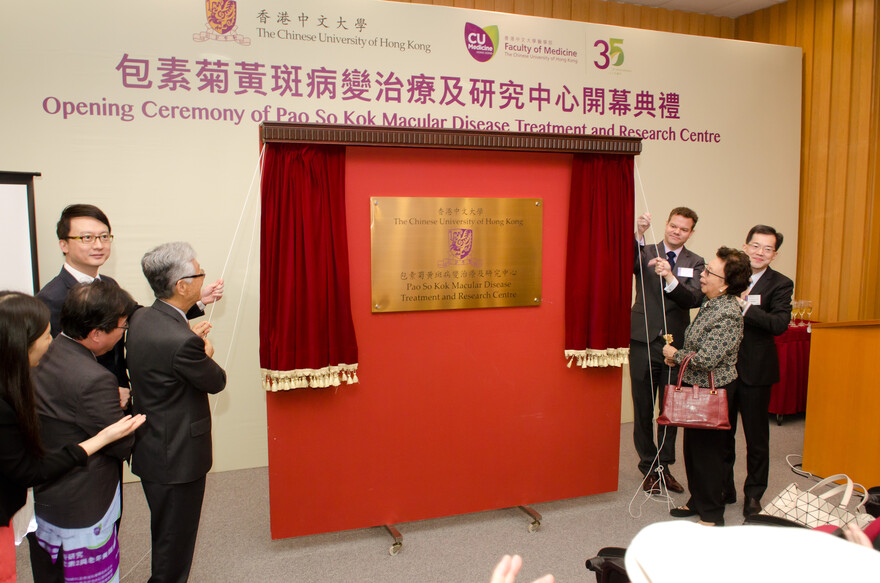 香港中文大學
The Chinese University of Hong Kong
CU
Medicine
香港中文大學醫學院
Faculty of Medicine
The Chinese University of Hong Kong
35
包素菊黃斑病變治療及研究中心開幕典禮
Opening Ceremony of Pao So Kok Macular Disease Treatment and Research Centre
香港中文大學
The Chinese University of Hong Kong
包素菊黃斑病變治療及研究中心
Pao So Kok Macular Disease
Treatment and Research Centre